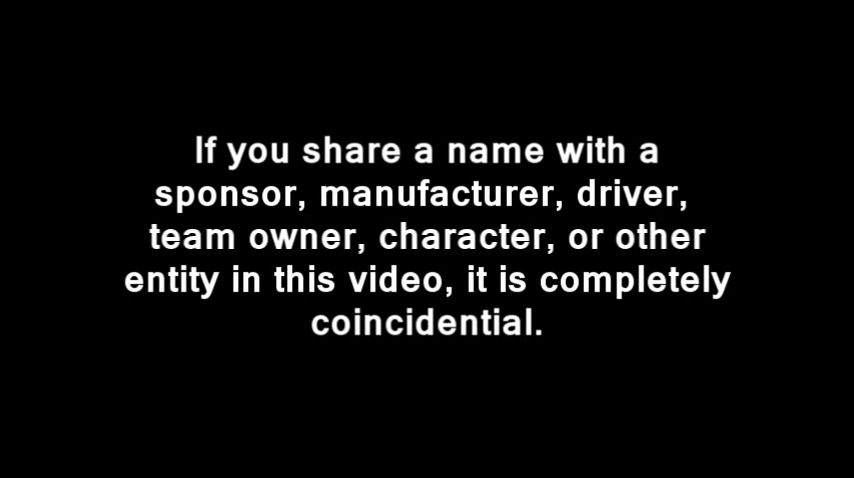 If you share a name with a
sponsor, manufacturer, driver,
team owner, character, or other
entity in this video, it is completely
coincidential.